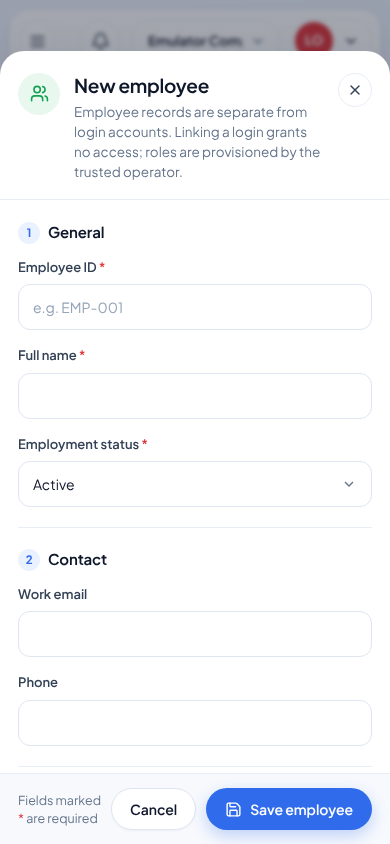 Emulator Com
LO
New employee
Employee records are separate from
login accounts. Linking a login grants
no access; roles are provisioned by the
trusted operator.
1 General
Employee ID *
e.g. EMP-001
Full name *
Employment status *
Active
2 Contact
Work email
Phone
Fields marked
* are required
Cancel
Save employee